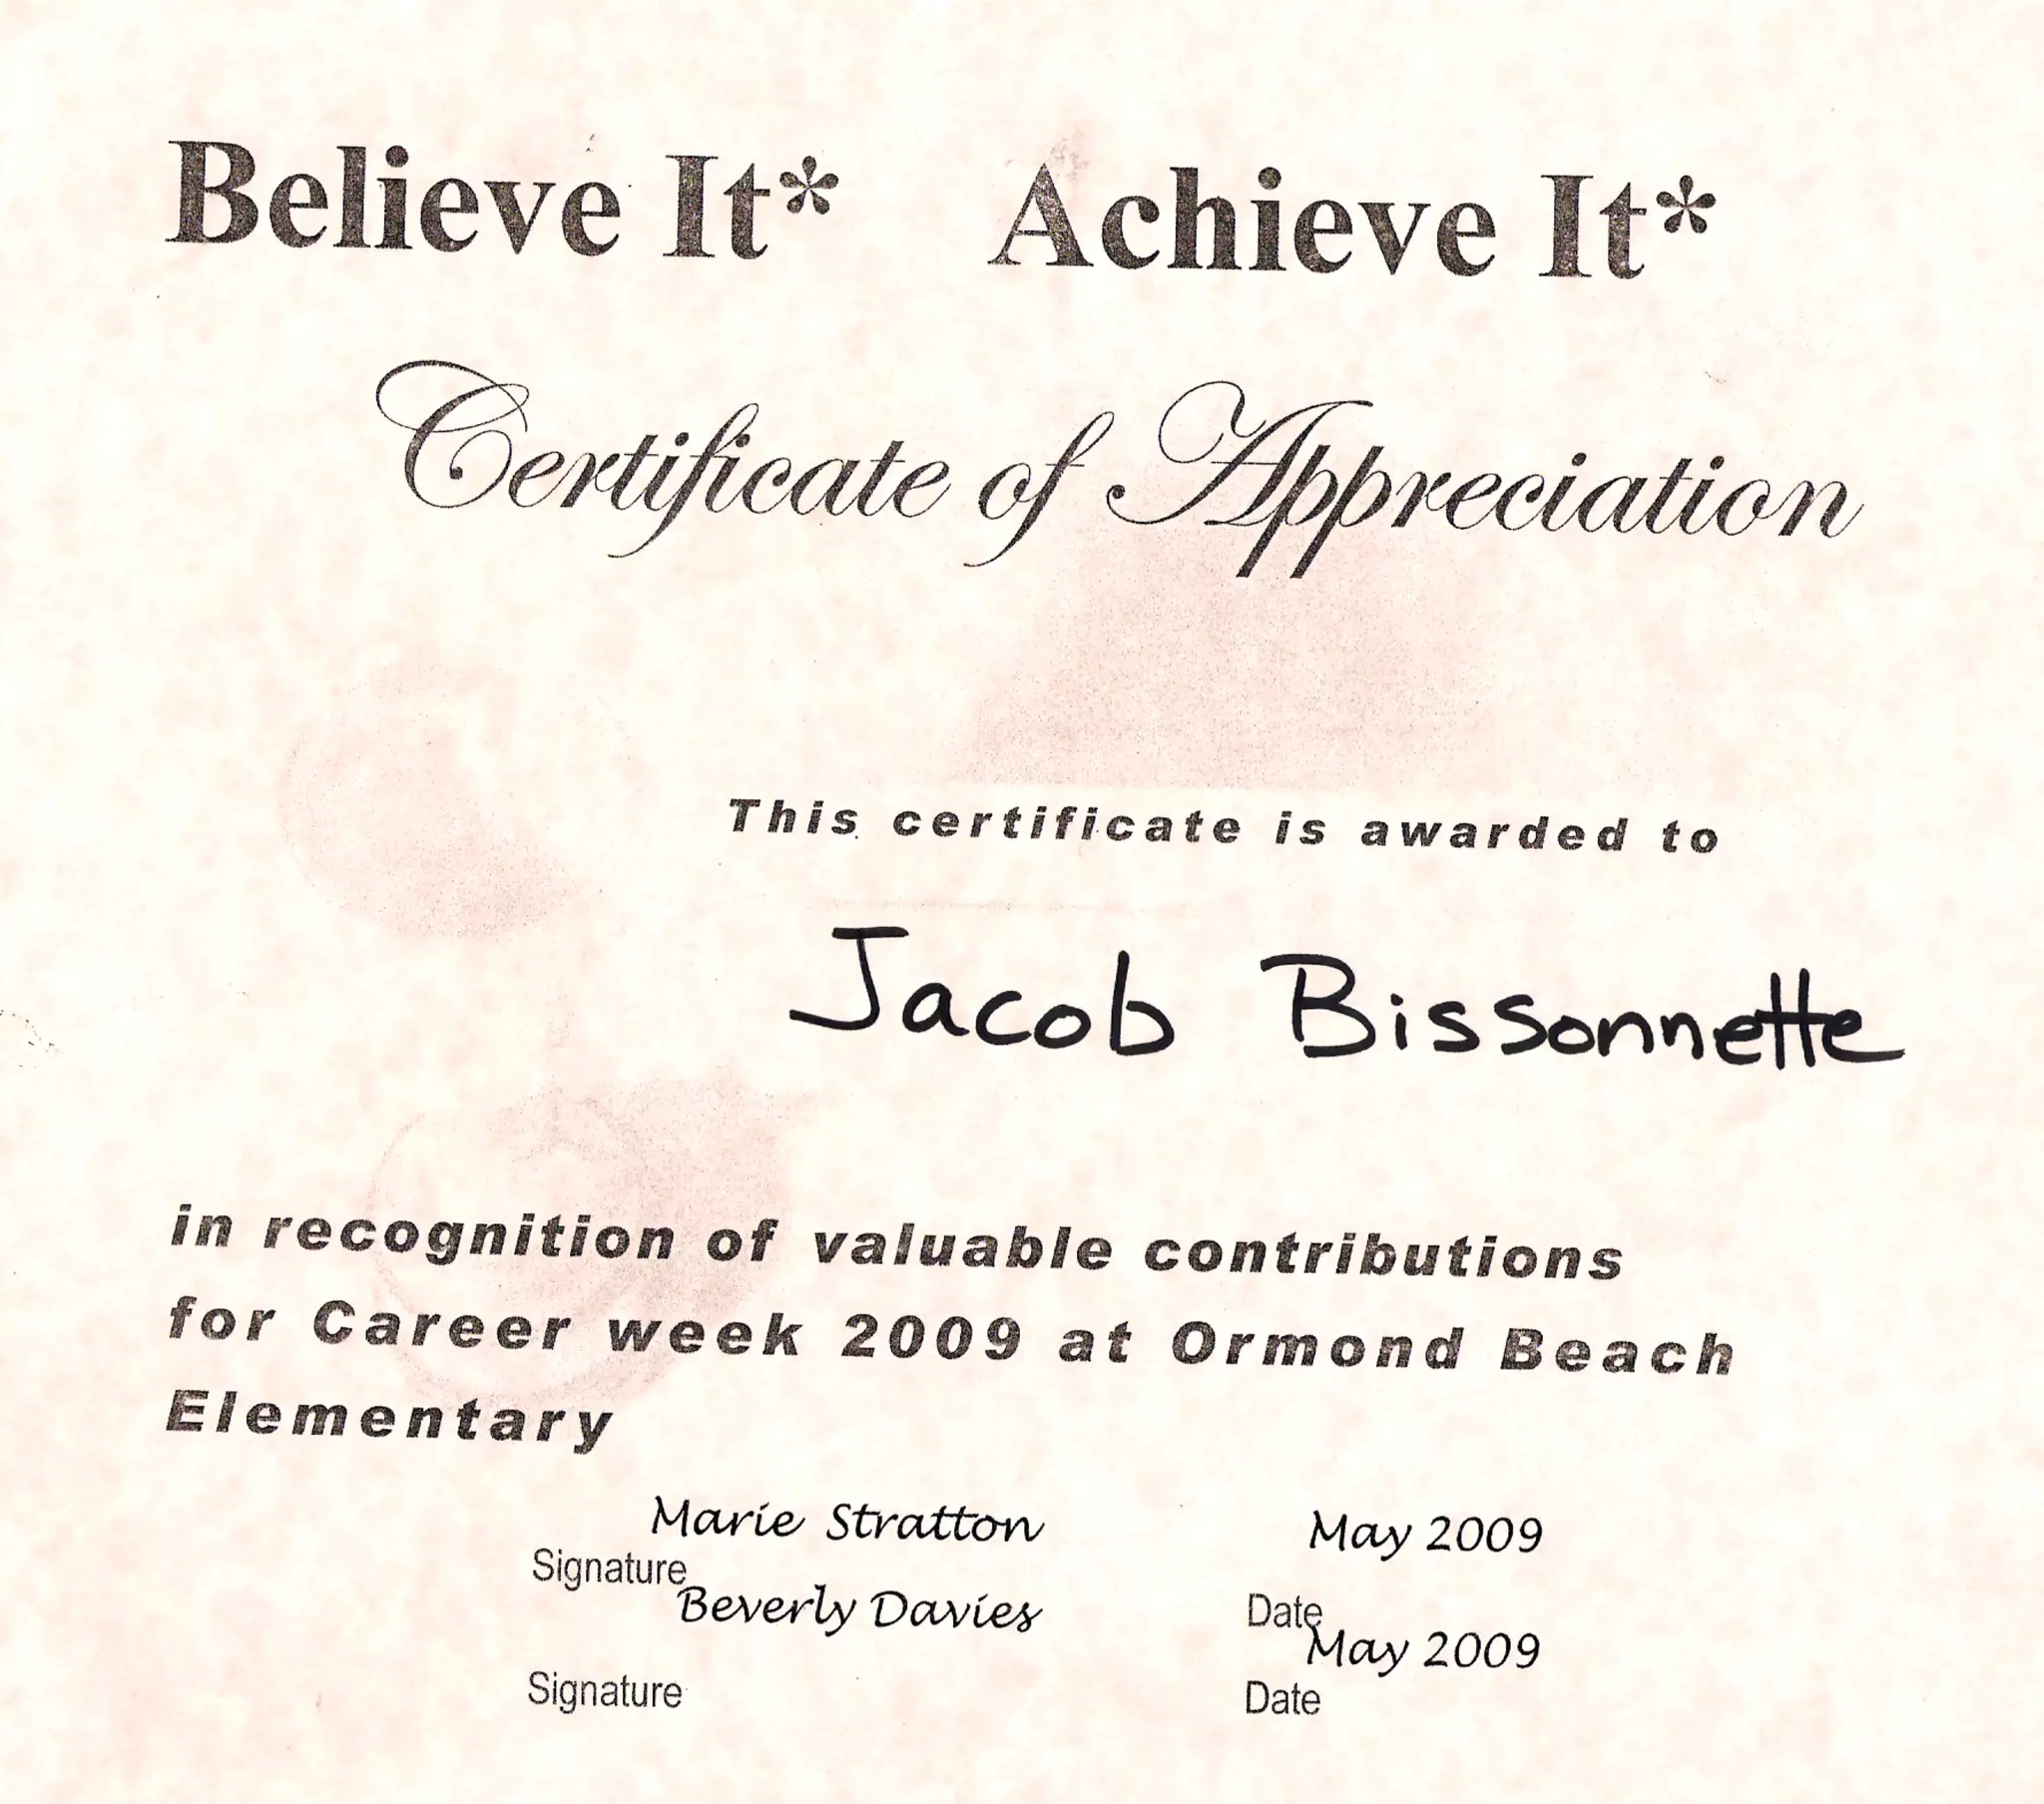 Believe It* Achieve It*
Certificate of Appreciation
This certificate is awarded to
Jacob Bissonnette
in recognition of valuable contributions
for Career week 2009 at Ormond Beach
Elementary
Marie Stratton May 2009
Signature
Beverly Davies Date
May 2009
Signature Date